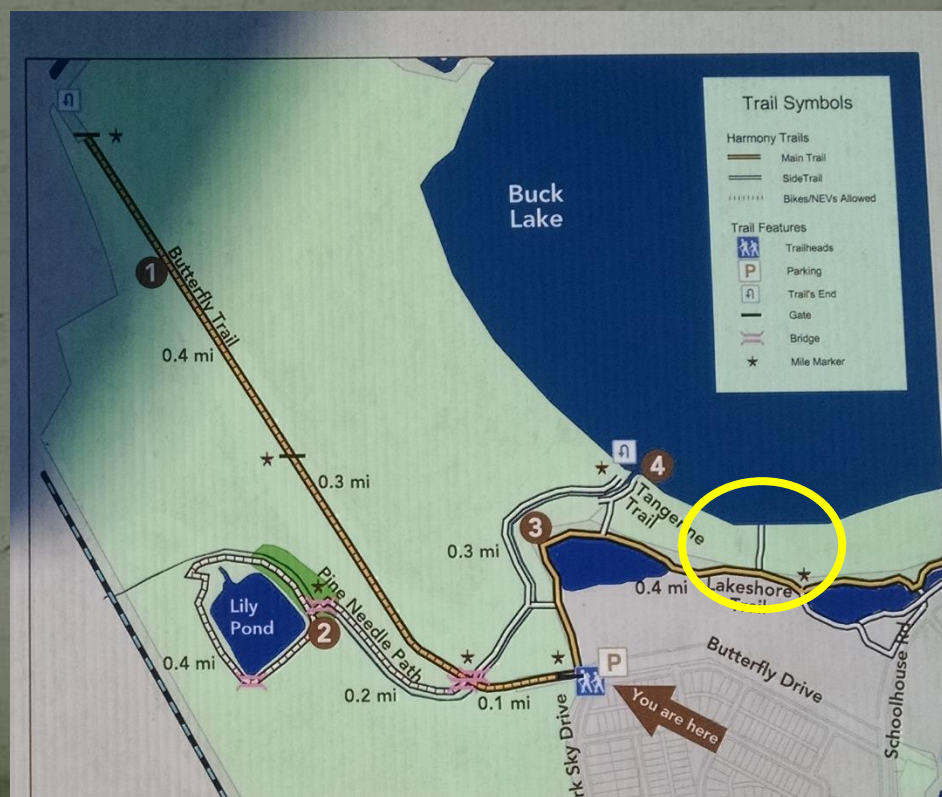 Trail Symbols
Harmony Trails
Main Trail
SideTrail
Bikes/NEVs Allowed
Trail Features
Trailheads
P
Parking
Trail's End
Gate
Bridge
Mile Marker
Buck
Lake
1
Butterfly Trail
0.4 mi
0.3 mi
4
Tangerine
Trail
3
0.3 mi
0.4 mi
Lakeshore
Trail
Pine Needle Path
Lily
Pond
2
0.4 mi
0.2 mi
0.1 mi
P
You are here
Butterfly Drive
Schoolhouse Rd
Sky Drive